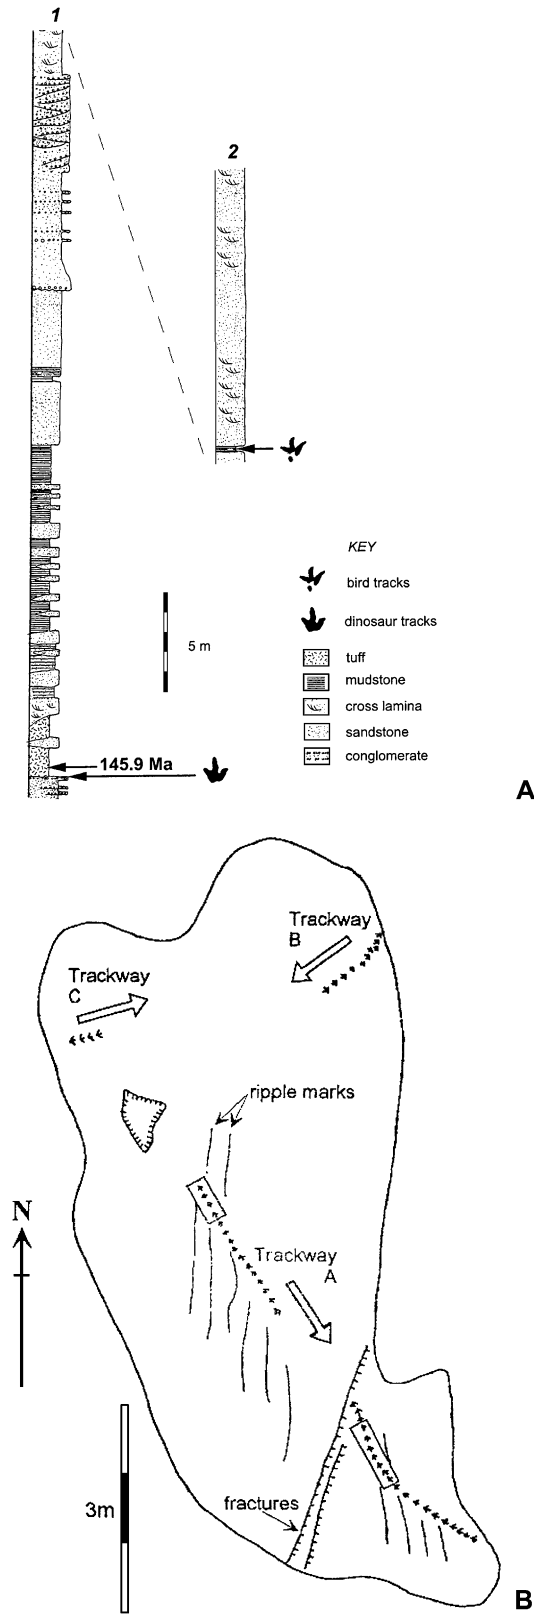 1
2
KEY
bird tracks
dinosaur tracks
5 m
tuff
mudstone
cross lamina
sandstone
conglomerate
145.9 Ma
A
Trackway
B
Trackway
C
ripple marks
N
Trackway
A
3m
fractures
B